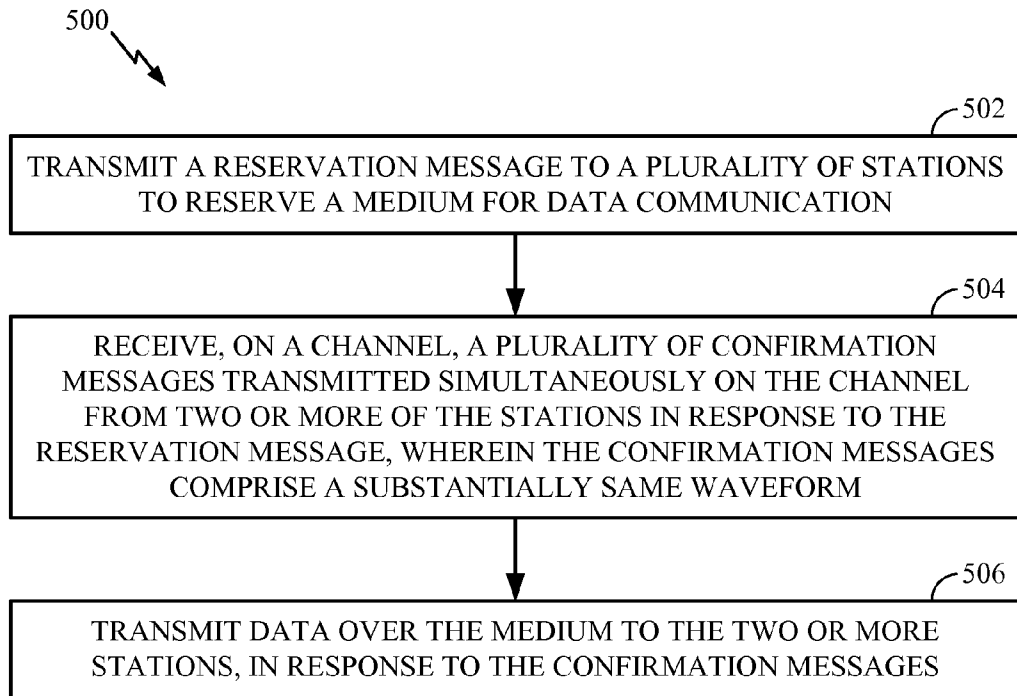 500
502
TRANSMIT A RESERVATION MESSAGE TO A PLURALITY OF STATIONS
TO RESERVE A MEDIUM FOR DATA COMMUNICATION
504
RECEIVE, ON A CHANNEL, A PLURALITY OF CONFIRMATION
MESSAGES TRANSMITTED SIMULTANEOUSLY ON THE CHANNEL
FROM TWO OR MORE OF THE STATIONS IN RESPONSE TO THE
RESERVATION MESSAGE, WHEREIN THE CONFIRMATION MESSAGES
COMPRISE A SUBSTANTIALLY SAME WAVEFORM
506
TRANSMIT DATA OVER THE MEDIUM TO THE TWO OR MORE
STATIONS, IN RESPONSE TO THE CONFIRMATION MESSAGES